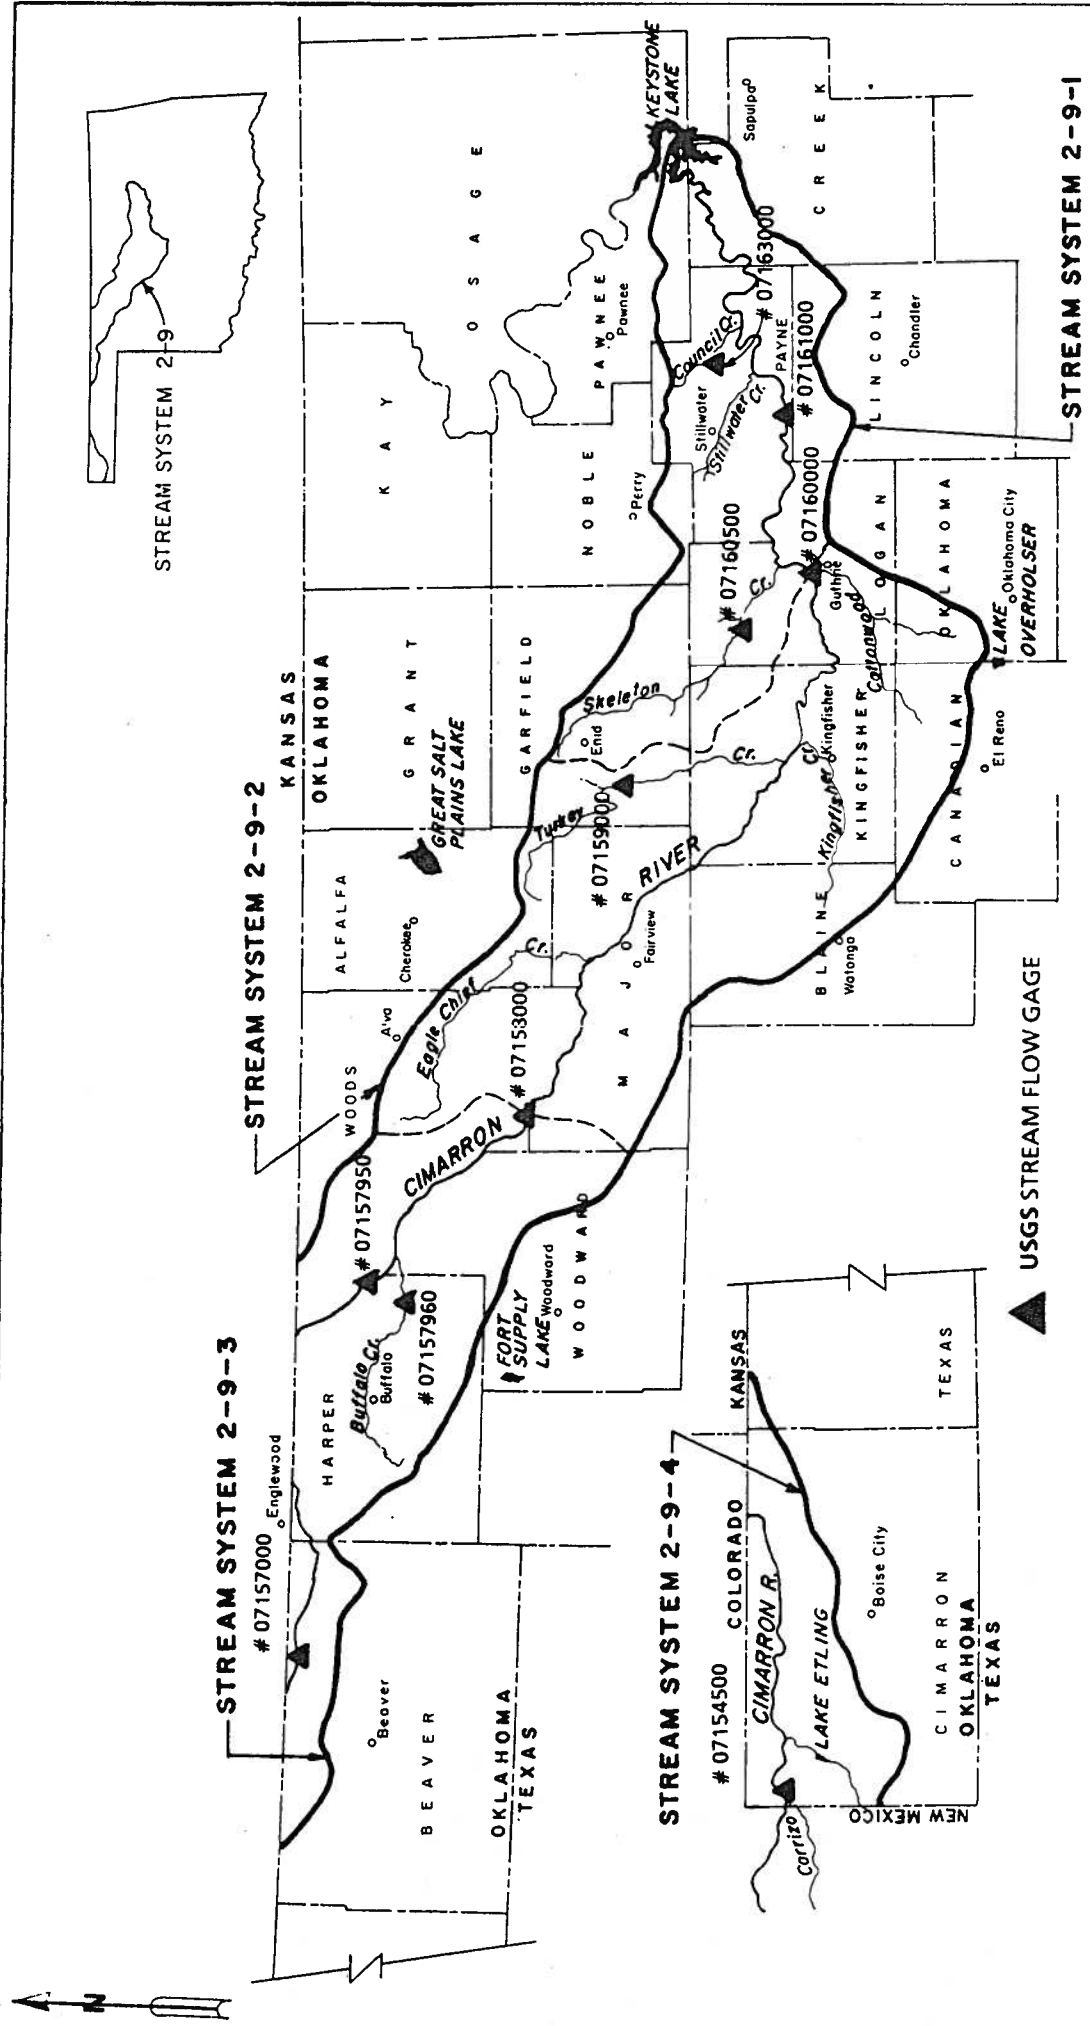 STREAM SYSTEM 2-9
STREAM SYSTEM 2-9-3
STREAM SYSTEM 2-9-2
KANSAS
OKLAHOMA
N
# 07157000
Englewood
HARPER
Buffalo Cr.
Buffalo
# 07157960
# 07157950
WOODS
Alva
ALFALFA
Cherokee
GREAT SALT
PLAINS LAKE
GRANT
KAY
OSAGE
KEYSTONE
LAKE
Beaver
BEAVER
OKLAHOMA
TEXAS
FORT
SUPPLY
LAKE
Woodward
WOODWARD
CIMARRON
RIVER
Eagle Chief
Cr.
# 07158000
MAJOR
Fairview
Turkey
Cr.
# 07159000
GARFIELD
Enid
Skeleton
Cr.
# 07160500
NOBLE
Perry
PAWNEE
Pawnee
Council Cr.
Stillwater
Stillwater Cr.
PAYNE
# 07163000
# 07161000
# 07160000
Sapulpa
CREEK
LINCOLN
Chandler
Guthrie
LOGAN
Cottonwood
Kingfisher
Kingfisher Cr.
KINGFISHER
BLAINE
Watonga
CANADIAN
El Reno
OKLAHOMA
Oklahoma City
LAKE
OVERHOLSER
STREAM SYSTEM 2-9-1
STREAM SYSTEM 2-9-4
# 07154500
COLORADO
KANSAS
CIMARRON R.
Carrizo
LAKE ETLING
NEW MEXICO
Boise City
CIMARRON
TEXAS
OKLAHOMA
TEXAS
USGS STREAM FLOW GAGE